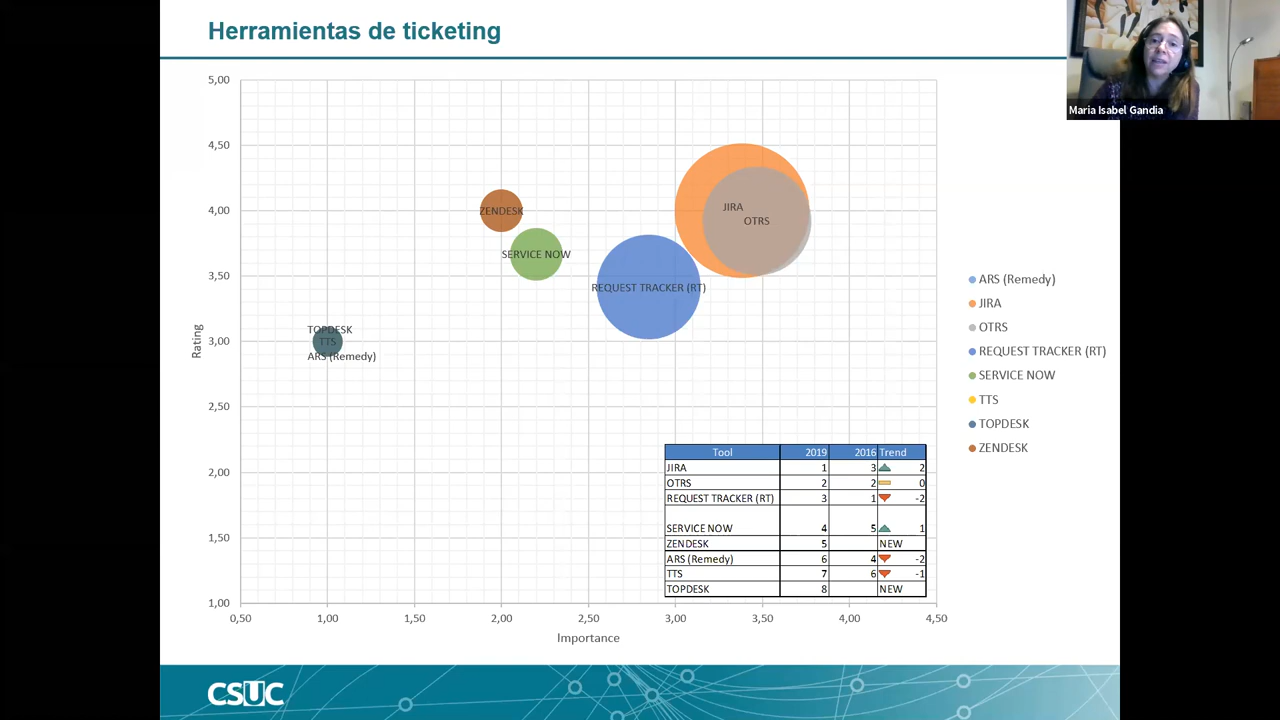 Herramientas de ticketing
Maria Isabel Gandia
5,00
4,50
4,00
3,50
3,00
2,50
2,00
1,50
1,00
Rating
ZENDESK
SERVICE NOW
JIRA
OTRS
REQUEST TRACKER (RT)
TOPDESK
TTS
ARS (Remedy)
ARS (Remedy)
JIRA
OTRS
REQUEST TRACKER (RT)
SERVICE NOW
TTS
TOPDESK
ZENDESK
Tool 2019 2016 Trend
JIRA 1 3 2
OTRS 2 2 0
REQUEST TRACKER (RT) 3 1 -2
SERVICE NOW 4 5 1
ZENDESK 5 NEW
ARS (Remedy) 6 4 -2
TTS 7 6 -1
TOPDESK 8 NEW
0,50 1,00 1,50 2,00 2,50 3,00 3,50 4,00 4,50
Importance
CSUC